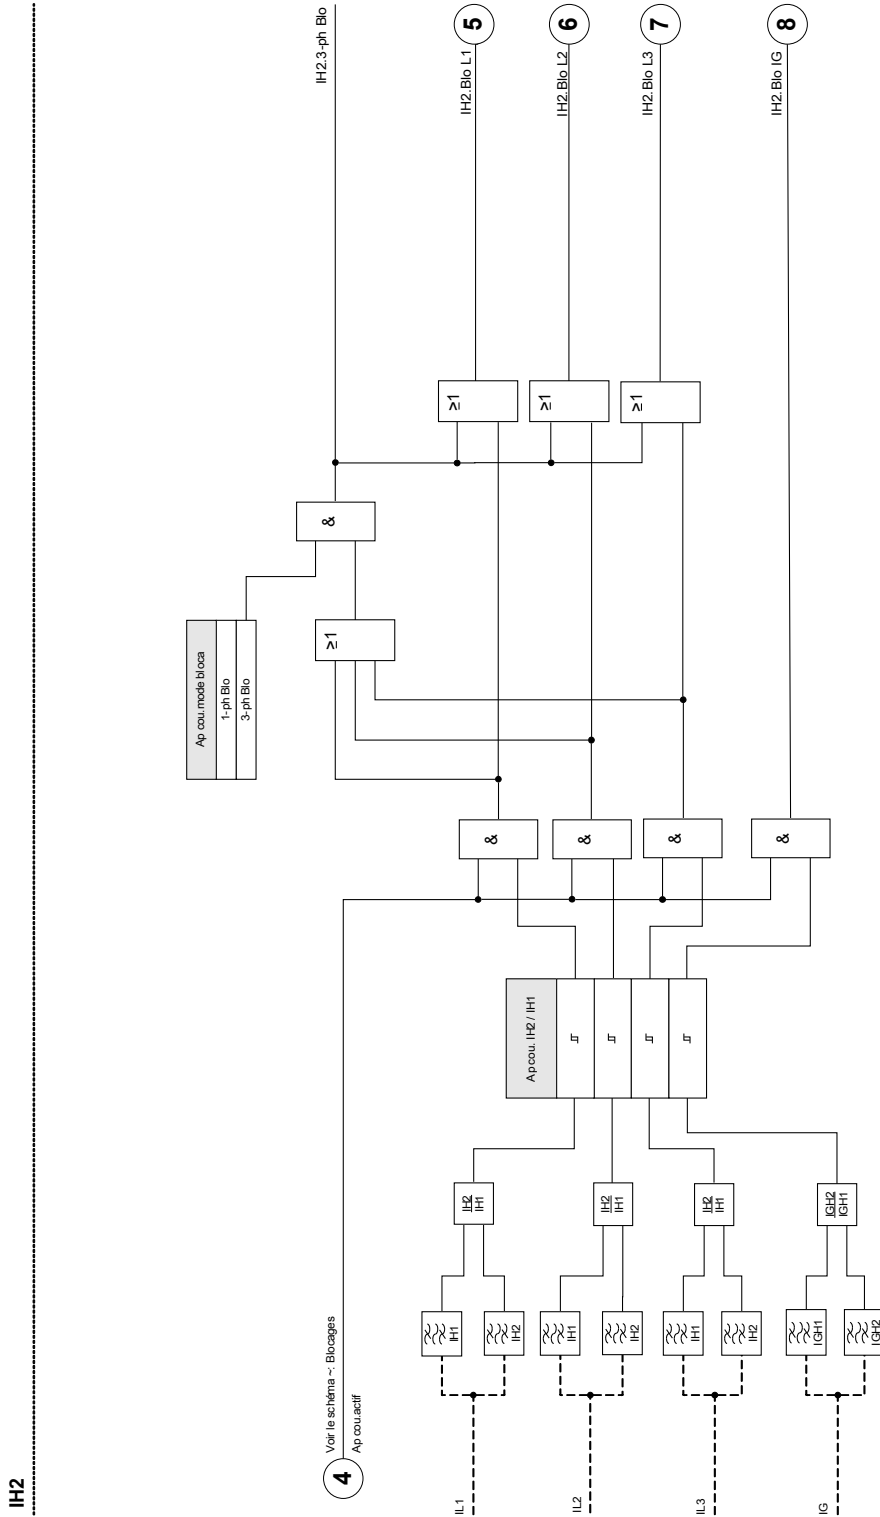 IH2
4
Voir le schéma ~: Blocages
Ap cou.actif
IL1
IL2
IL3
IG
IH1
IH2
IH1
IH2
IH1
IH2
IGH1
IGH2
IH2
IH1
IH2
IH1
IH2
IH1
IGH2
IGH1
Ap cou. IH2 / IH1
&
&
&
&
Ap cou.mode bloca
1-ph Blo
3-ph Blo
≥1
&
≥1
≥1
≥1
IH2.3-ph Blo
IH2.Blo L1
5
IH2.Blo L2
6
IH2.Blo L3
7
IH2.Blo IG
8